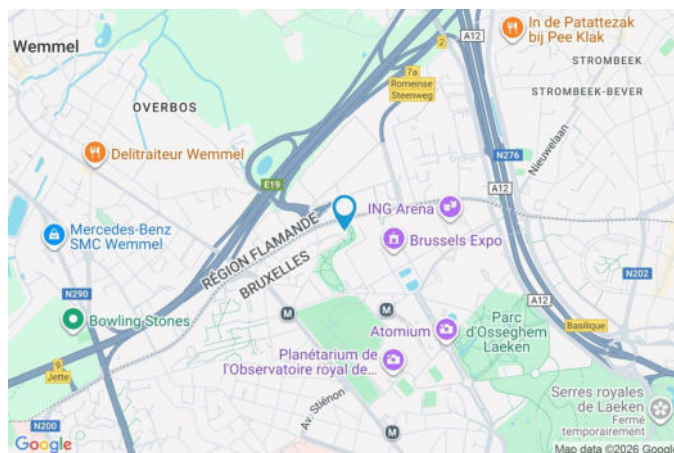 Wemmel
A12
In de Patattezak
bij Pee Klak
2
7a
Romeinse
Steenweg
STROMBEEK
OVERBOS
STROMBEEK-BEVER
Delitraiteur Wemmel
N276
Nieuwelaan
E19
A12
ING Arena
RÉGION FLAMANDE
BRUXELLES
Mercedes-Benz
SMC Wemmel
Brussels Expo
N202
N290
A12
M
M
Parc
d'Osseghem
Laeken
Bowling Stones
Atomium
Basilique
9
Jette
Planétarium de
l'Observatoire royal de...
Serres royales
de Laeken
Fermé
temporairement
Av. Stiénon
N200
M
Google
Map data ©2026 Google